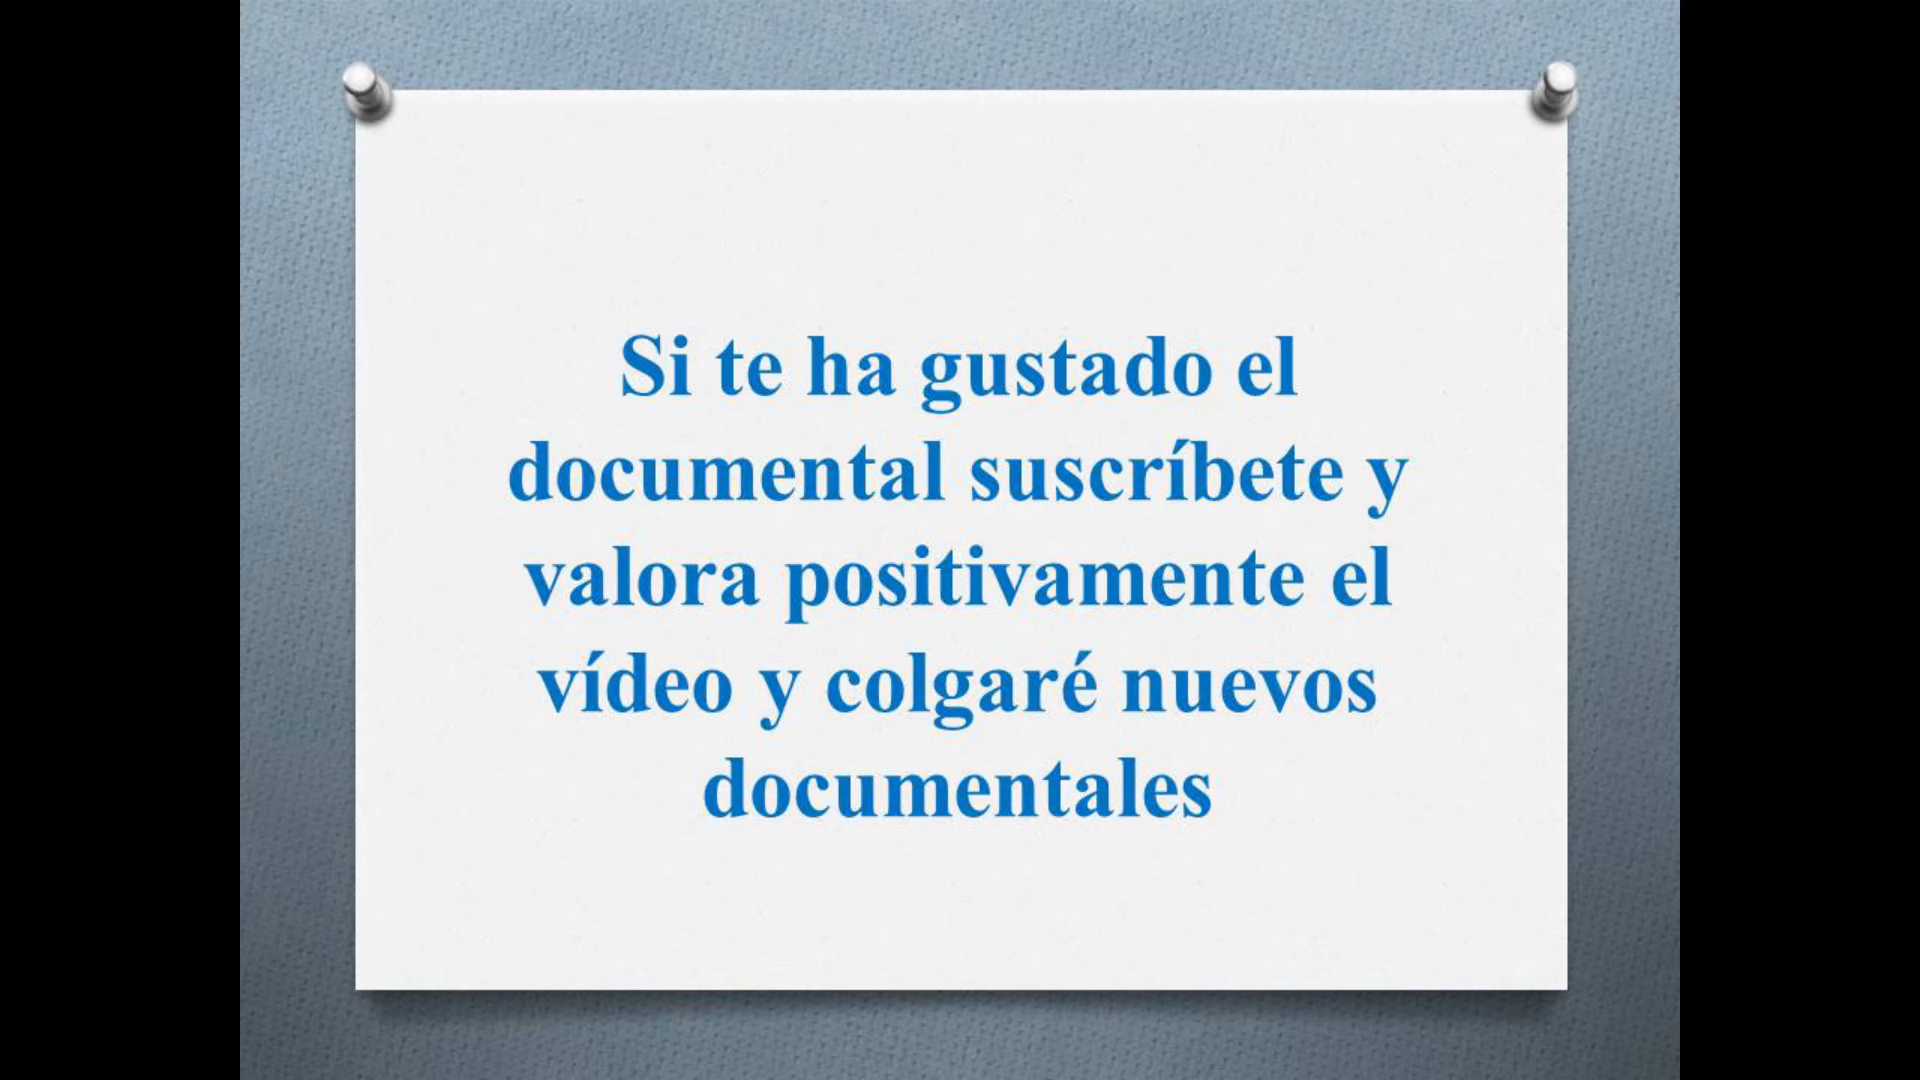 Si te ha gustado el
documental suscríbete y
valora positivamente el
vídeo y colgaré nuevos
documentales